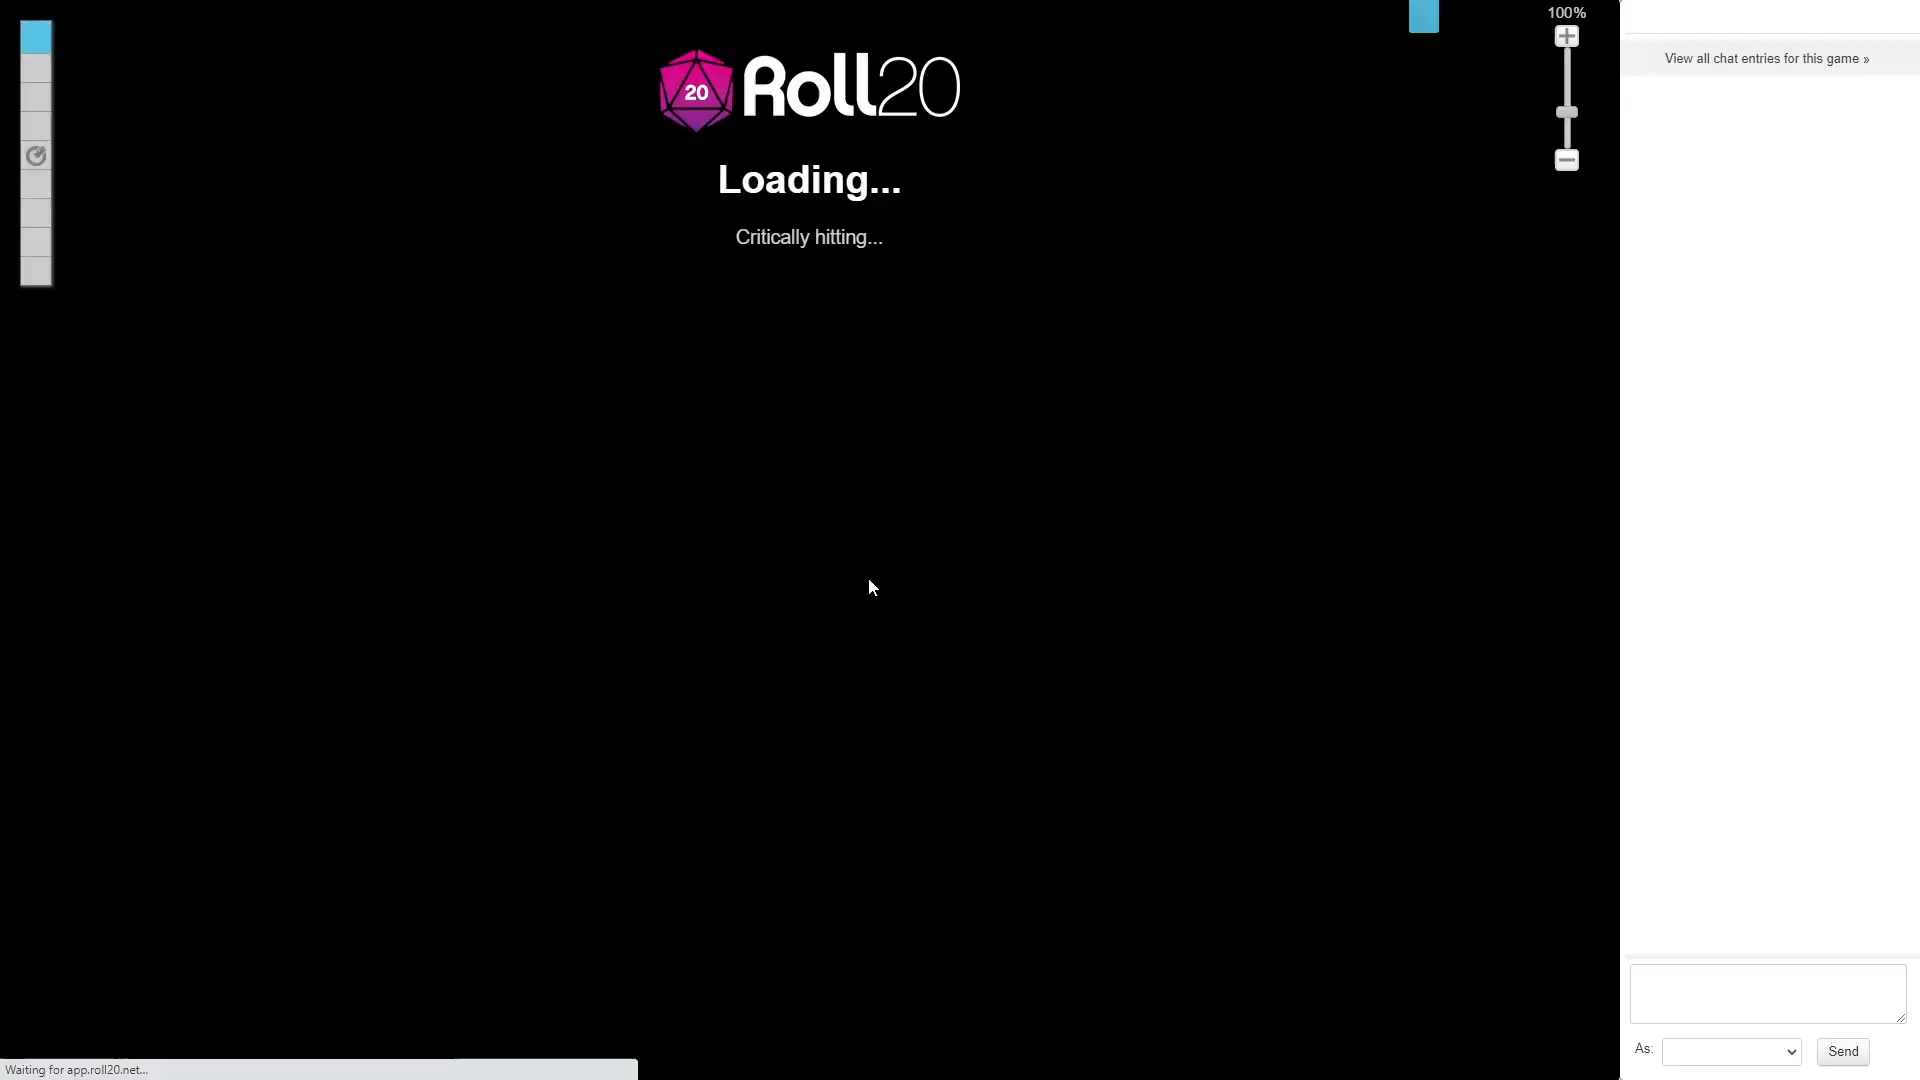 100%
20
Roll20
View all chat entries for this game »
Loading...
Critically hitting...
As:
Send
Waiting for app.roll20.net...